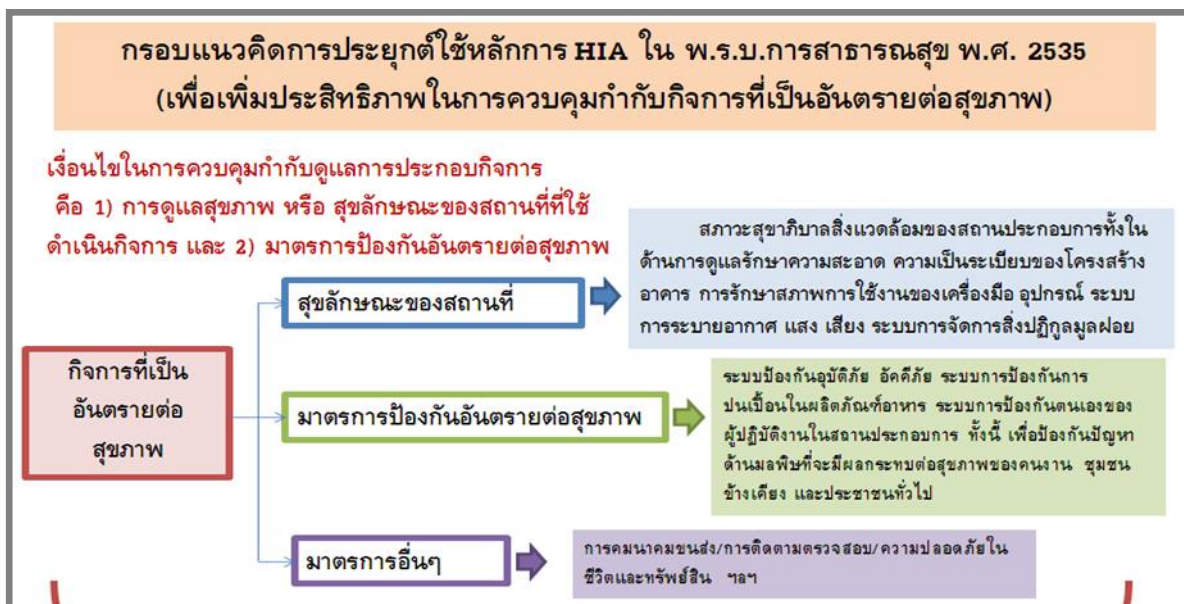 กรอบแนวคิดการประยุกต์ใช้หลักการ HIA ใน พ.ร.บ.การสาธารณสุข พ.ศ. 2535
(เพื่อเพิ่มประสิทธิภาพในการควบคุมกำกับกิจการที่เป็นอันตรายต่อสุขภาพ)
เงื่อนไขในการควบคุมกำกับดูแลการประกอบกิจการ
คือ 1) การดูแลสุขภาพ หรือ สุขลักษณะของสถานที่ที่ใช้
ดำเนินกิจการ และ 2) มาตรการป้องกันอันตรายต่อสุขภาพ
กิจการที่เป็น
อันตรายต่อ
สุขภาพ
สุขลักษณะของสถานที่
สภาวะสุขาภิบาลสิ่งแวดล้อมของสถานประกอบการทั้งใน
ด้านการดูแลรักษาความสะอาด ความเป็นระเบียบของโครงสร้าง
อาคาร การรักษาสภาพการใช้งานของเครื่องมือ อุปกรณ์ ระบบ
การระบายอากาศ แสง เสียง ระบบการจัดการสิ่งปฏิกูลมูลฝอย
มาตรการป้องกันอันตรายต่อสุขภาพ
ระบบป้องกันอุบัติภัย อัคคีภัย ระบบการป้องกันการ
ปนเปื้อนในผลิตภัณฑ์อาหาร ระบบการป้องกันตนเองของ
ผู้ปฏิบัติงานในสถานประกอบการ ทั้งนี้ เพื่อป้องกันปัญหา
ด้านมลพิษที่จะมีผลกระทบต่อสุขภาพของคนงาน ชุมชน
ข้างเคียง และประชาชนทั่วไป
มาตรการอื่นๆ
การคมนาคมขนส่ง/การติดตามตรวจสอบ/ความปลอดภัยใน
ชีวิตและทรัพย์สิน ฯลฯ